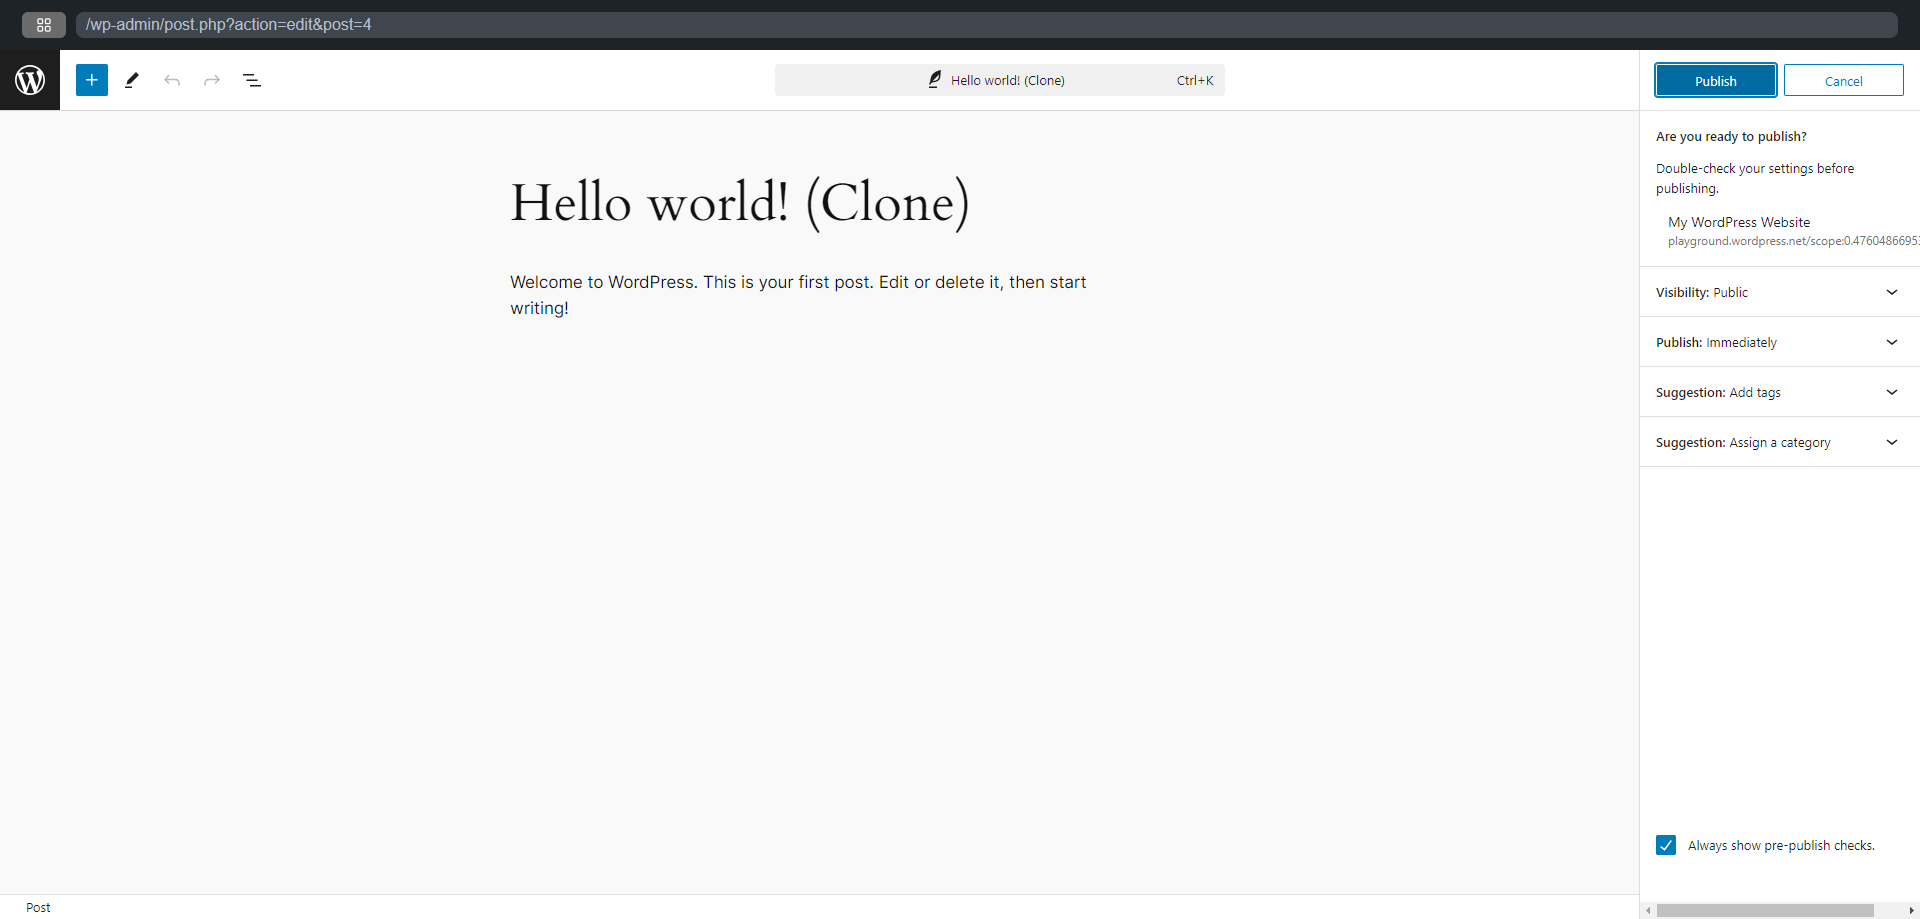 /wp-admin/post.php?action=edit&post=4
Hello world! (Clone)
Ctrl+K
Publish
Cancel
Are you ready to publish?
Double-check your settings before
publishing.
My WordPress Website
playground.wordpress.net/scope:0.4760486695
Visibility: Public
Publish: Immediately
Suggestion: Add tags
Suggestion: Assign a category
Hello world! (Clone)
Welcome to WordPress. This is your first post. Edit or delete it, then start
writing!
Always show pre-publish checks.
Post